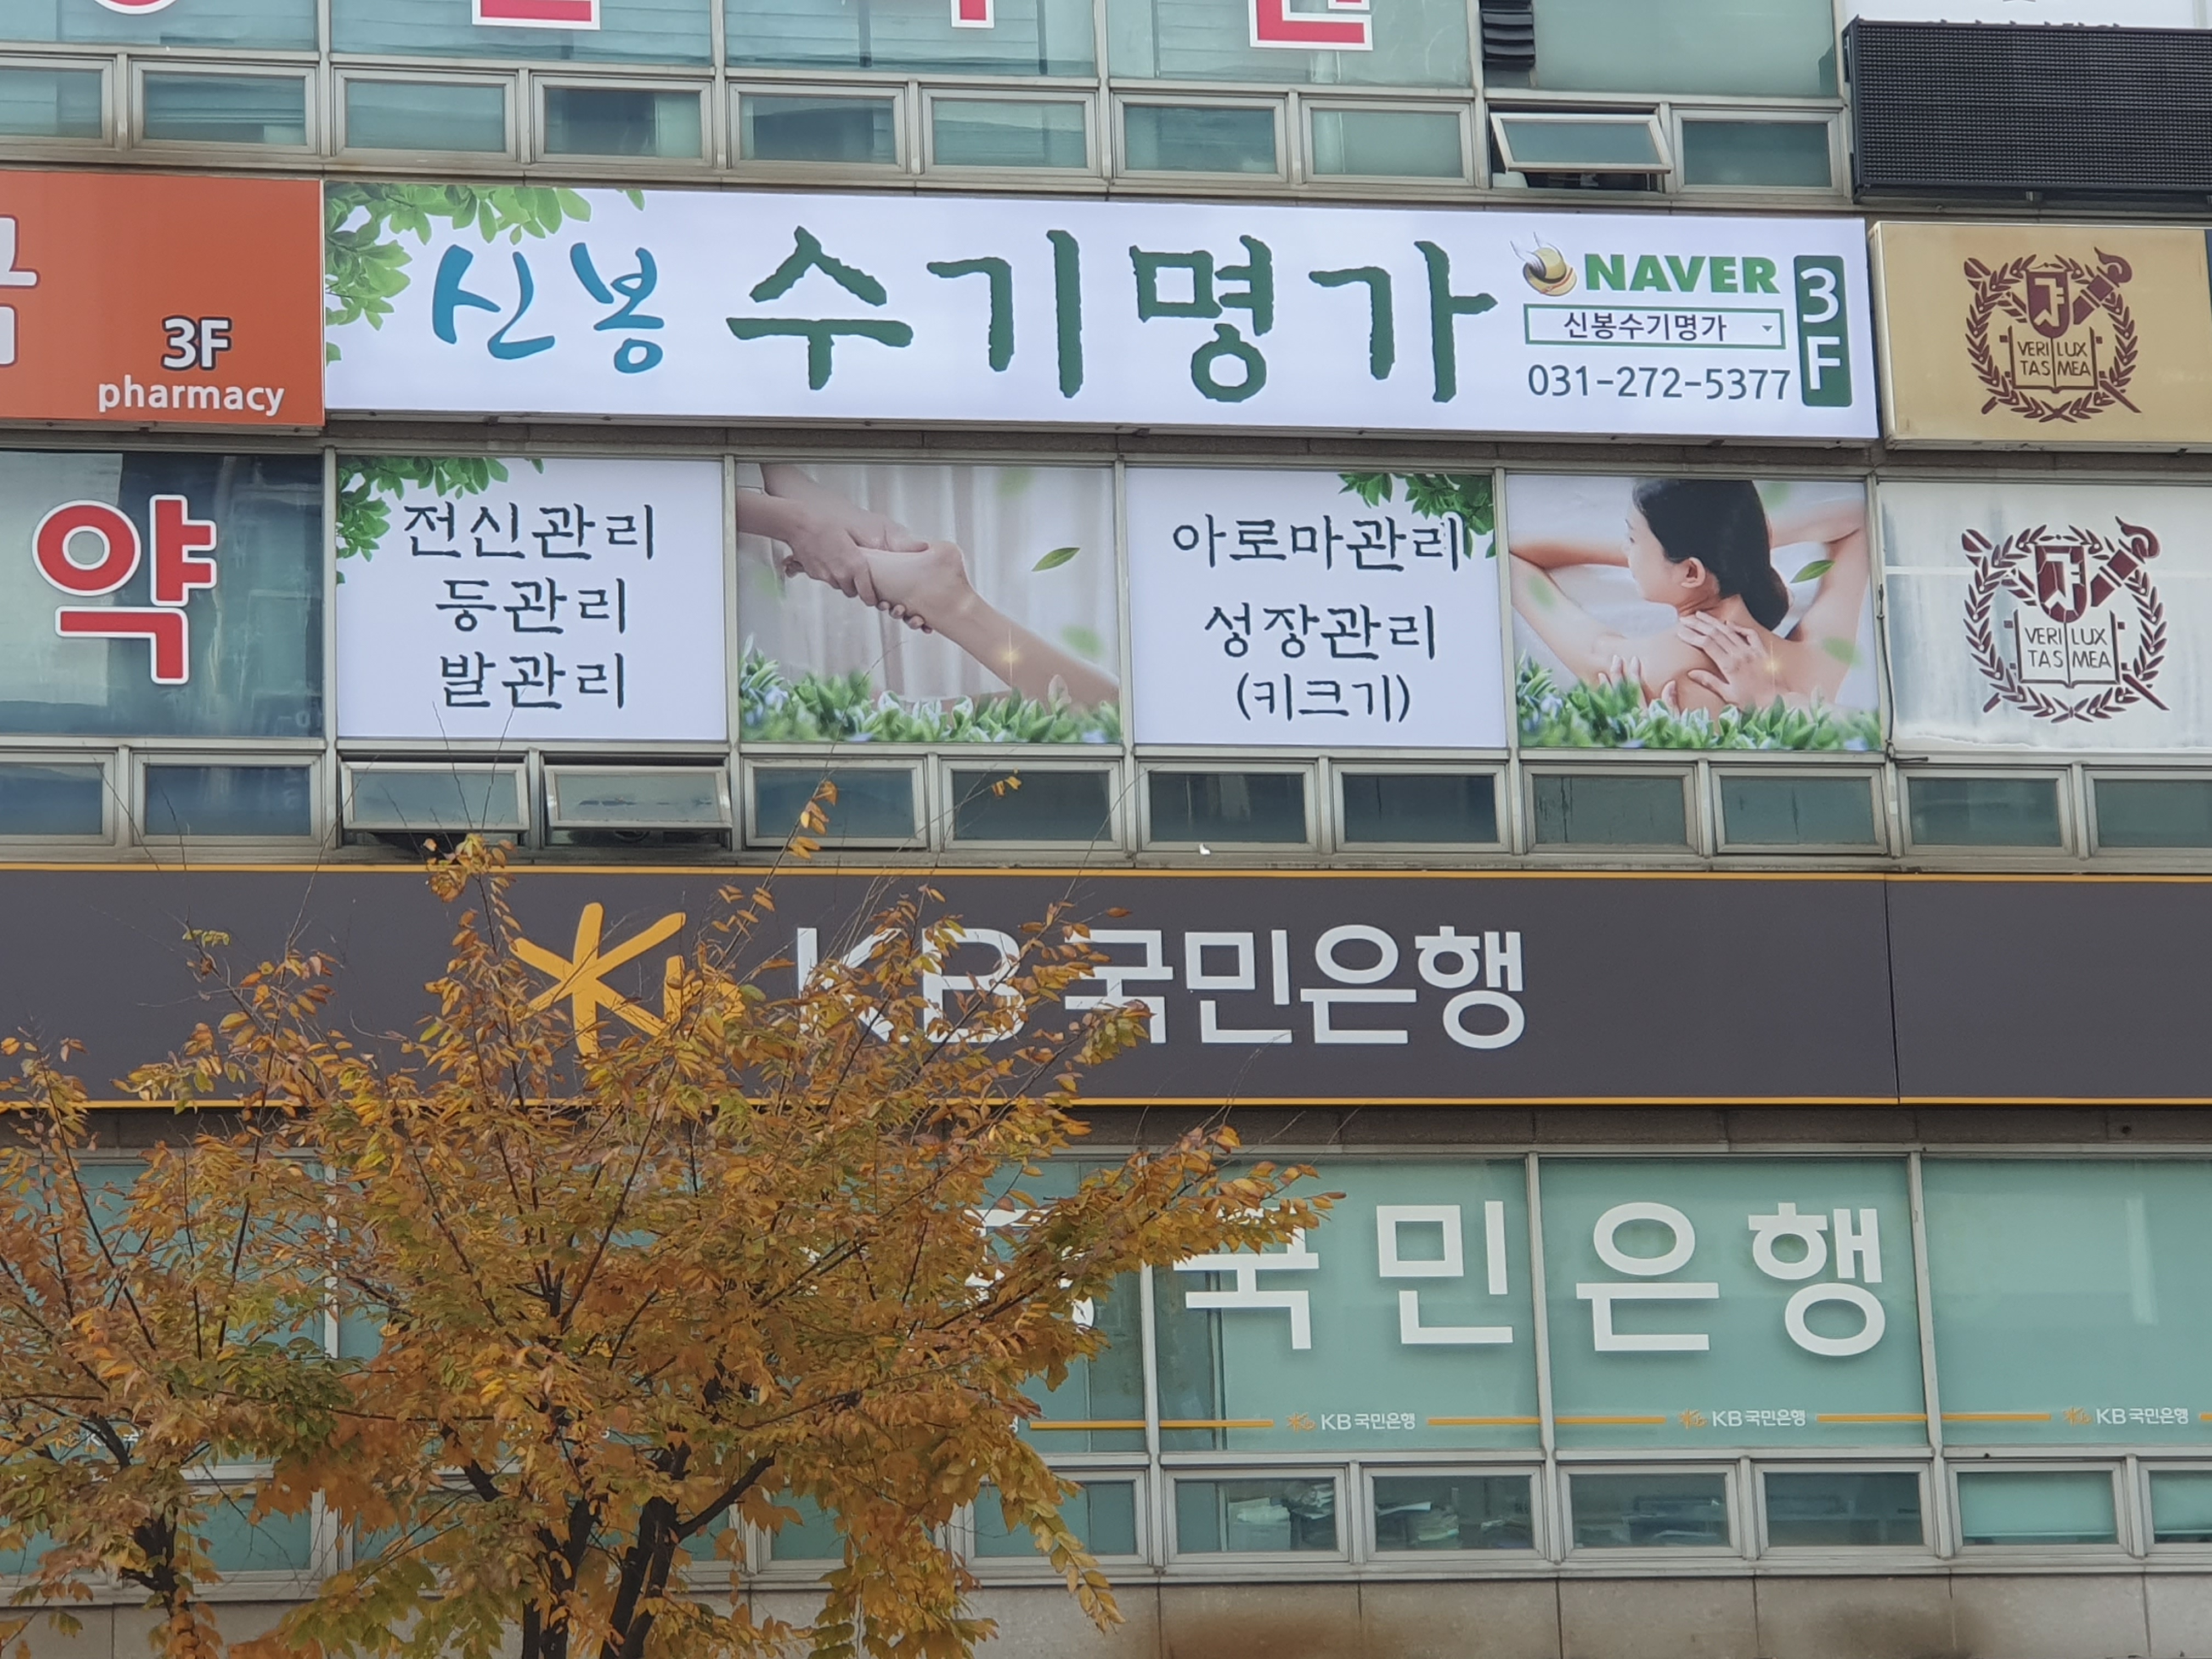 3F
pharmacy
신봉 수기명가
NAVER
신봉수기명가
031-272-5377
3F
VERI LUX
TAS MEA
약
전신관리
등관리
발관리
아로마관리
성장관리
(키크기)
VERI LUX
TAS MEA
KB국민은행
국민은행
KB국민은행
KB국민은행
KB국민은행